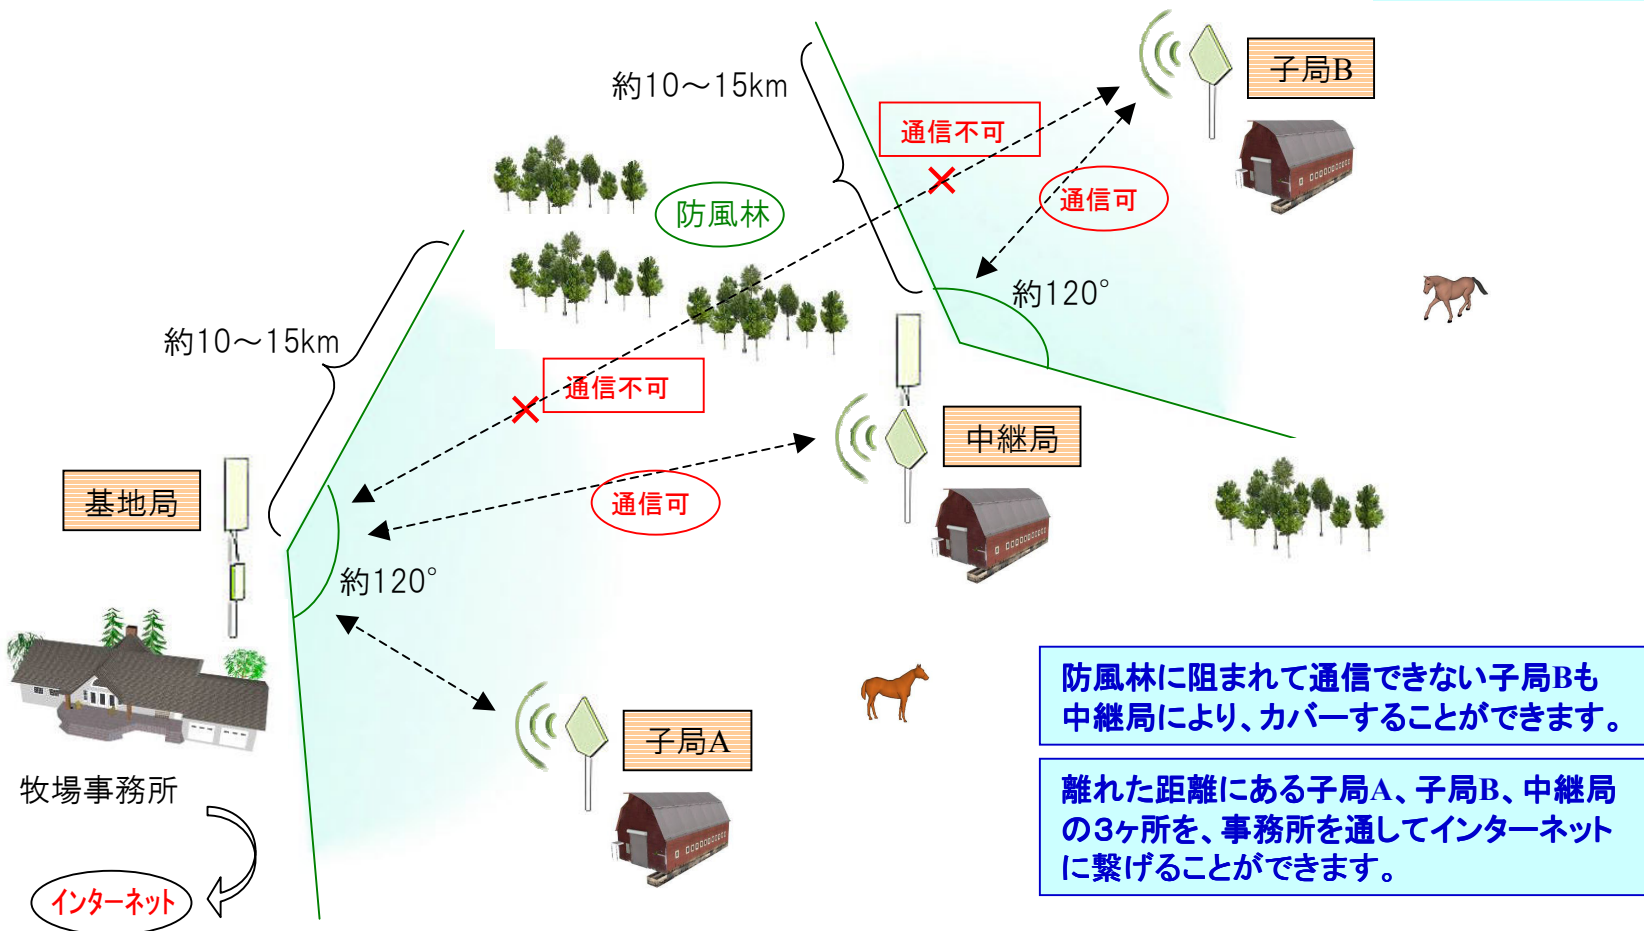 約10～15km
子局B
通信不可
通信可
防風林
約120°
約10～15km
通信不可
中継局
基地局
通信可
約120°
子局A
牧場事務所
インターネット
防風林に阻まれて通信できない子局Bも
中継局により、カバーすることができます。
離れた距離にある子局A、子局B、中継局
の3ヶ所を、事務所を通してインターネット
に繋げることができます。